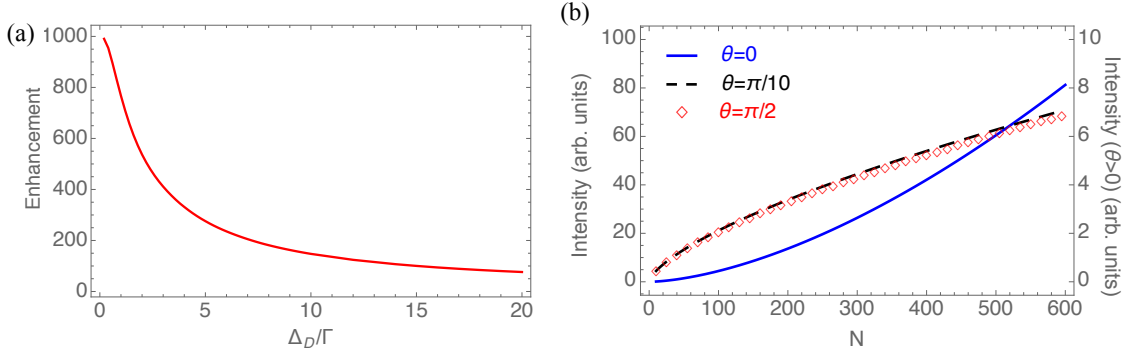 (a)
Enhancement
1000
800
600
400
200
0
0 5 10 15 20
Δ_D/Γ
(b)
Intensity (arb. units)
100
80
60
40
20
0
θ=0
θ=π/10
θ=π/2
0 100 200 300 400 500 600
N
10
8
6
4
2
0
Intensity (θ>0) (arb. units)